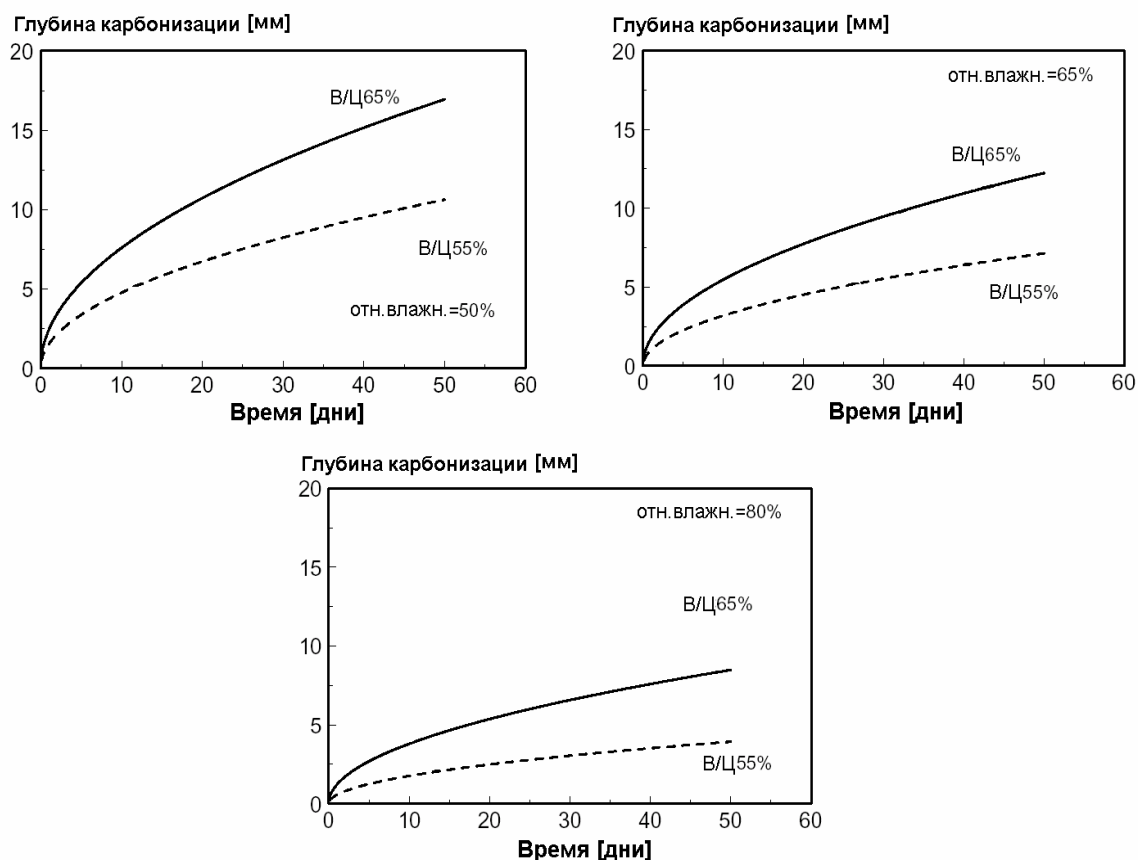 Глубина карбонизации [мм]
20
15
10
5
0
В/Ц65%
В/Ц55%
отн.влажн.=50%
0 10 20 30 40 50 60
Время [дни]
Глубина карбонизации [мм]
20
15
10
5
0
отн.влажн.=65%
В/Ц65%
В/Ц55%
0 10 20 30 40 50 60
Время [дни]
Глубина карбонизации [мм]
20
15
10
5
0
отн.влажн.=80%
В/Ц65%
В/Ц55%
0 10 20 30 40 50 60
Время [дни]